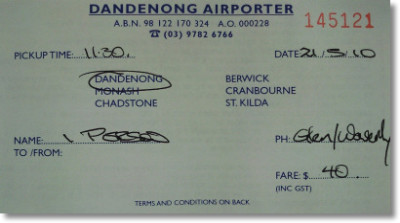 DANDENONG AIRPORTER
A.B.N. 98 122 170 324 A.O. 000228
☎ (03) 9782 6766
145121
PICKUP TIME: 11-30. DATE: 21/5/10
DANDENONG BERWICK
MONASH CRANBOURNE
CHADSTONE ST. KILDA
NAME: 1 PERSON PH: Glen/Waverly
TO /FROM:
FARE: $ 40.
(INC GST)
TERMS AND CONDITIONS ON BACK